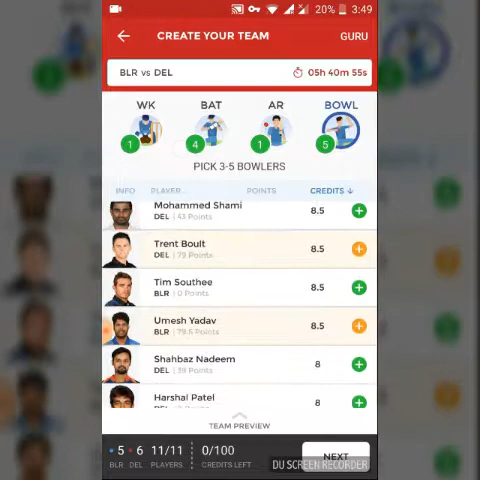 20% 3:49
CREATE YOUR TEAM GURU
BLR vs DEL 05h 40m 55s
WK BAT AR BOWL
1 4 1 5
PICK 3-5 BOWLERS
INFO PLAYER POINTS CREDITS
Mohammed Shami 8.5
DEL | 43 Points
Trent Boult 8.5
DEL | 79 Points
Tim Southee 8.5
BLR | 0 Points
Umesh Yadav 8.5
BLR | 79.5 Points
Shahbaz Nadeem 8
DEL | 39 Points
Harshal Patel 8
TEAM PREVIEW
5 6 11/11 0/100 NEXT
BLR DEL PLAYERS CREDITS LEFT
DU SCREEN RECORDER